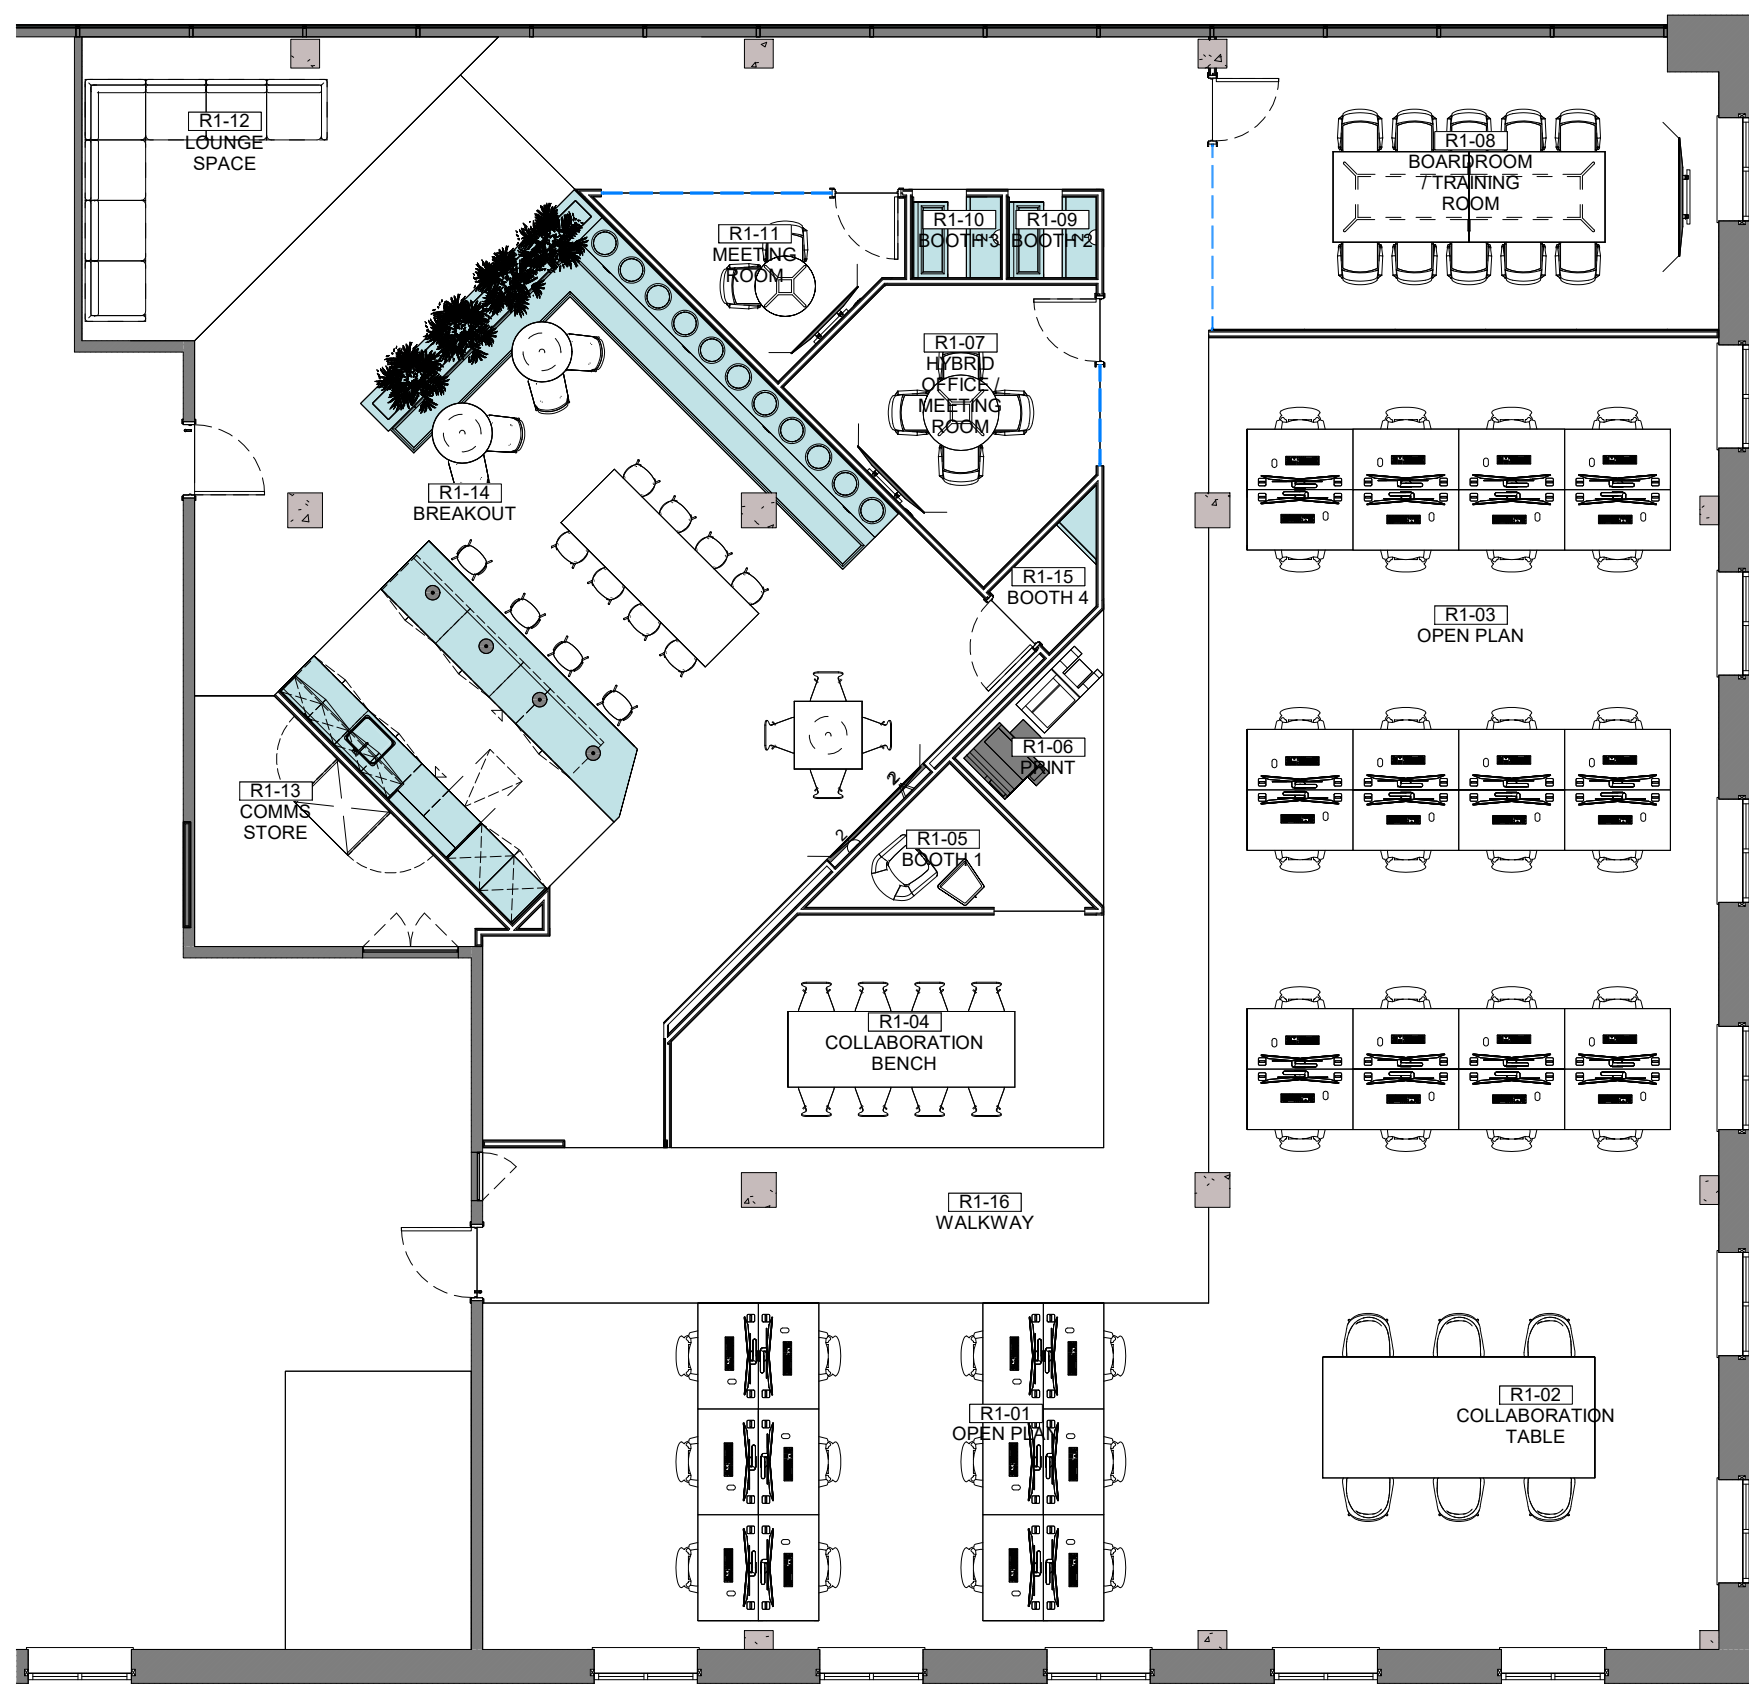 R1-12
LOUNGE
SPACE
R1-08
BOARDROOM
/ TRAINING
ROOM
R1-11
MEETING
ROOM
R1-10
BOOTH 3
R1-09
BOOTH 2
R1-07
HYBRID
OFFICE /
MEETING
ROOM
R1-14
BREAKOUT
R1-15
BOOTH 4
R1-03
OPEN PLAN
R1-06
PRINT
R1-13
COMMS
STORE
2
2
R1-05
BOOTH 1
R1-04
COLLABORATION
BENCH
R1-16
WALKWAY
R1-02
COLLABORATION
TABLE
R1-01
OPEN PLAN